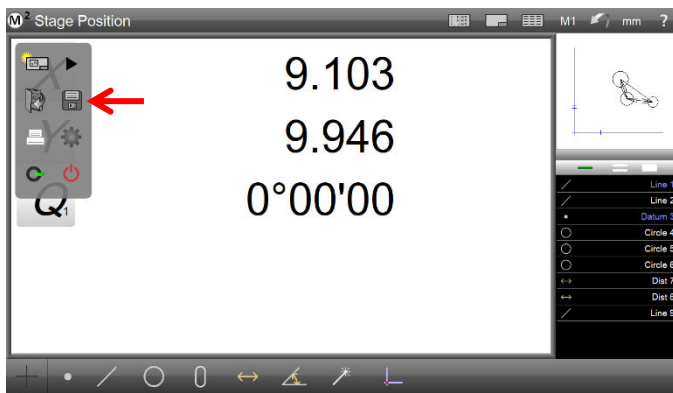 M² Stage Position
M1 mm ?
X 9.103
Y 9.946
Q1 0°00'00
Line 1
Line 2
Datum 3
Circle 4
Circle 5
Circle 6
Dist 7
Dist 8
Line 9